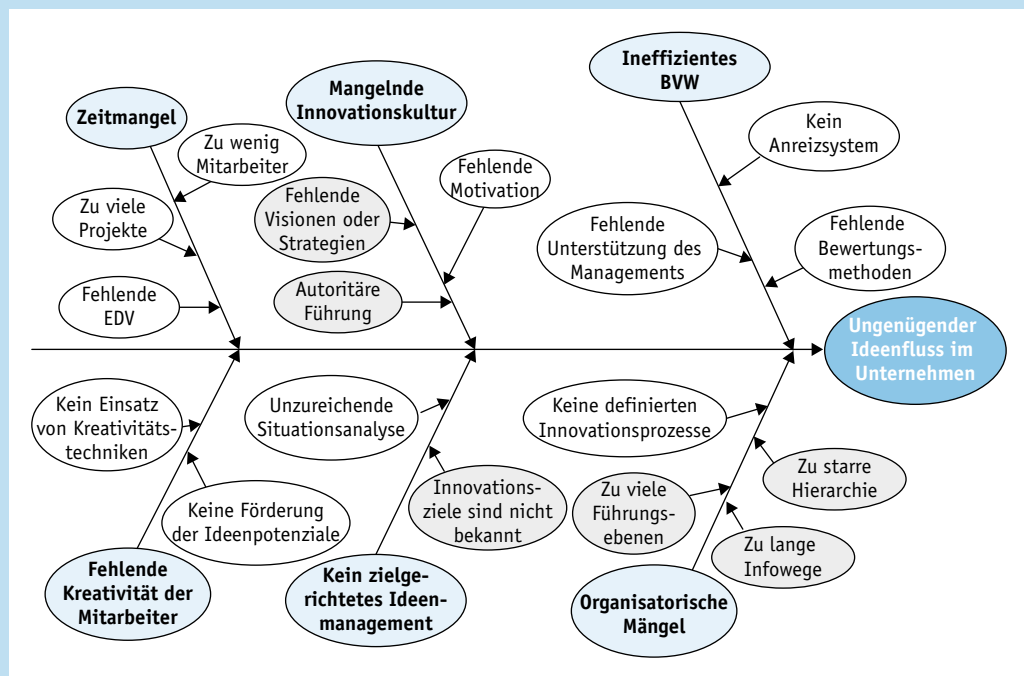 Zeitmangel
Mangelnde
Innovationskultur
Ineffizientes
BVW
Zu wenig
Mitarbeiter
Zu viele
Projekte
Fehlende
EDV
Fehlende
Visionen oder
Strategien
Fehlende
Motivation
Autoritäre
Führung
Kein
Anreizsystem
Fehlende
Unterstützung des
Managements
Fehlende
Bewertungs-
methoden
Ungenügender
Ideenfluss im
Unternehmen
Kein Einsatz
von Kreativitäts-
techniken
Keine Förderung
der Ideenpotenziale
Fehlende
Kreativität der
Mitarbeiter
Unzureichende
Situationsanalyse
Innovations-
ziele sind nicht
bekannt
Kein zielge-
richtetes Ideen-
management
Keine definierten
Innovationsprozesse
Zu starre
Hierarchie
Zu viele
Führungs-
ebenen
Zu lange
Infowege
Organisatorische
Mängel